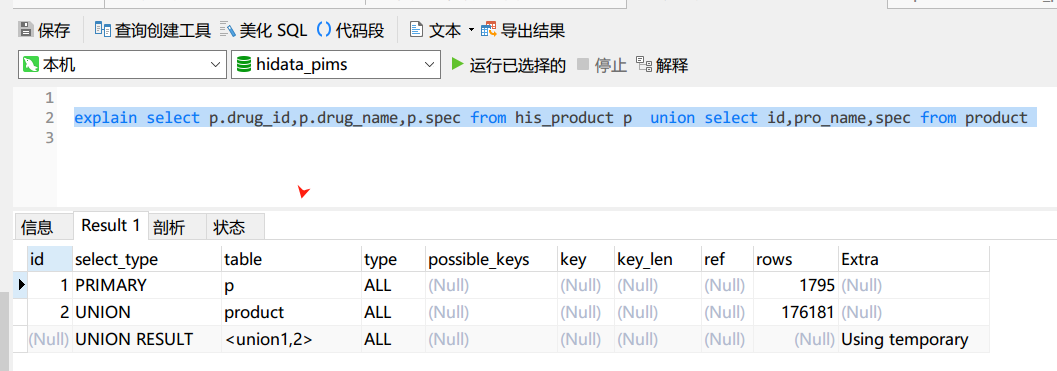 保存 查询创建工具 美化 SQL () 代码段 文本 导出结果
本机 hidata_pims 运行已选择的 停止 解释
1
2 explain select p.drug_id,p.drug_name,p.spec from his_product p  union select id,pro_name,spec from product
3
信息 Result 1 剖析 状态
id select_type table type possible_keys key key_len ref rows Extra
1 PRIMARY p ALL (Null) (Null) (Null) (Null) 1795 (Null)
2 UNION product ALL (Null) (Null) (Null) (Null) 176181 (Null)
(Null) UNION RESULT <union1,2> ALL (Null) (Null) (Null) (Null) (Null) Using temporary